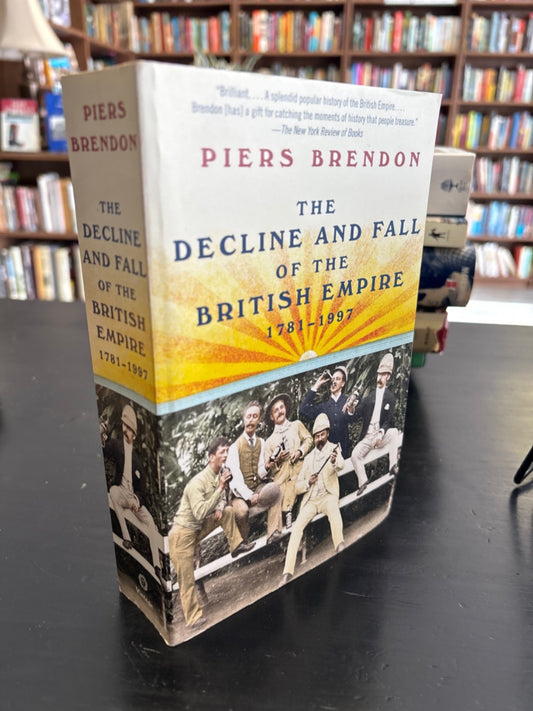 PIERS
BRENDON
THE
DECLINE
AND FALL
OF THE
BRITISH
EMPIRE
1781–1997
"Brilliant. . . . A splendid popular history of the British Empire. . . .
Brendon [has] a gift for catching the moments of history that people treasure."
—The New York Review of Books
PIERS BRENDON
THE
DECLINE AND FALL
OF THE
BRITISH EMPIRE
1781–1997